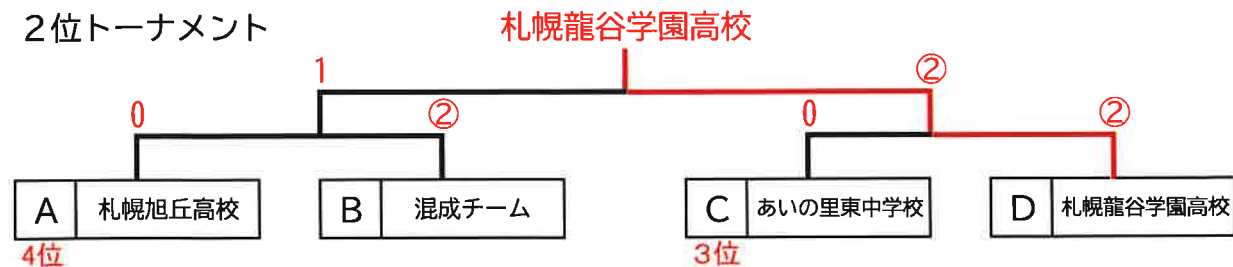 2位トーナメント
札幌龍谷学園高校
1
②
0
②
0
②
A 札幌旭丘高校
B 混成チーム
C あいの里東中学校
D 札幌龍谷学園高校
4位
3位